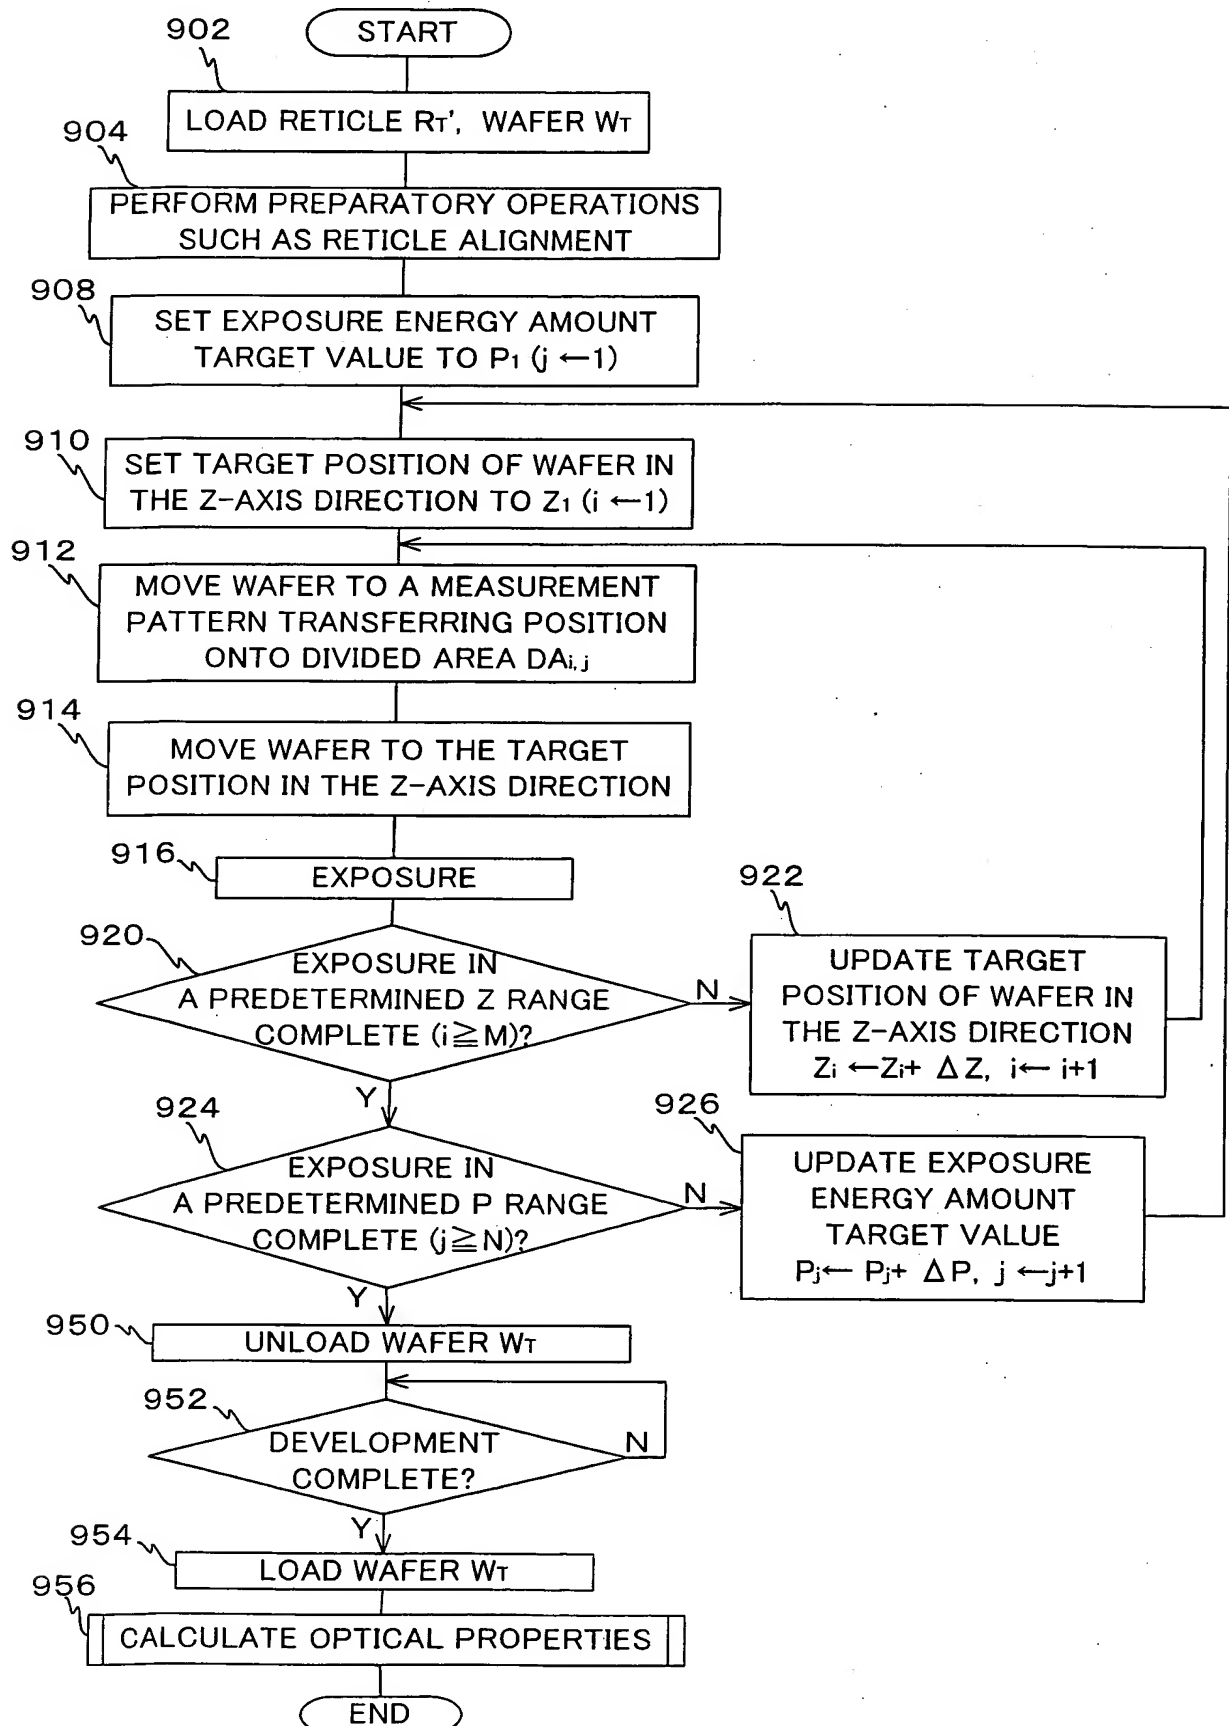 START
902
LOAD RETICLE RT', WAFER WT
904
PERFORM PREPARATORY OPERATIONS
SUCH AS RETICLE ALIGNMENT
908
SET EXPOSURE ENERGY AMOUNT
TARGET VALUE TO P1 (j ←1)
910
SET TARGET POSITION OF WAFER IN
THE Z-AXIS DIRECTION TO Z1 (i ←1)
912
MOVE WAFER TO A MEASUREMENT
PATTERN TRANSFERRING POSITION
ONTO DIVIDED AREA DAi,j
914
MOVE WAFER TO THE TARGET
POSITION IN THE Z-AXIS DIRECTION
916
EXPOSURE
920
EXPOSURE IN
A PREDETERMINED Z RANGE
COMPLETE (i≧M)?
N
Y
922
UPDATE TARGET
POSITION OF WAFER IN
THE Z-AXIS DIRECTION
Zi ←Zi+ ΔZ, i← i+1
924
EXPOSURE IN
A PREDETERMINED P RANGE
COMPLETE (j≧N)?
N
Y
926
UPDATE EXPOSURE
ENERGY AMOUNT
TARGET VALUE
Pj← Pj+ ΔP, j ←j+1
950
UNLOAD WAFER WT
952
DEVELOPMENT
COMPLETE?
N
Y
954
LOAD WAFER WT
956
CALCULATE OPTICAL PROPERTIES
END